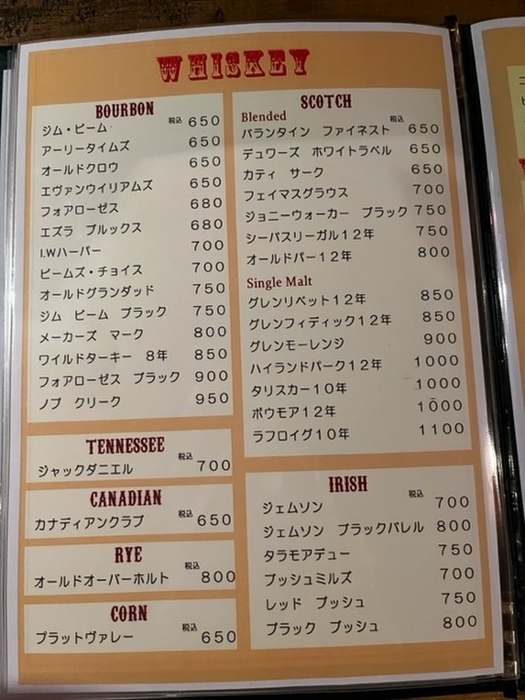 WHISKEY
BOURBON
税込
ジム・ビーム 650
アーリータイムズ 650
オールドクロウ 650
エヴァンウイリアムズ 650
フォアローゼス 680
エズラ ブルックス 680
I.Wハーパー 700
ビームズ・チョイス 700
オールドグランダッド 750
ジム ビーム ブラック 750
メーカーズ マーク 800
ワイルドターキー 8年 850
フォアローゼス ブラック 900
ノブ クリーク 950
TENNESSEE
税込
ジャックダニエル 700
CANADIAN
税込
カナディアンクラブ 650
RYE
税込
オールドオーバーホルト 800
CORN
税込
プラットヴァレー 650
SCOTCH
Blended
税込
バランタイン ファイネスト 650
デュワーズ ホワイトラベル 650
カティ サーク 650
フェイマスグラウス 700
ジョニーウォーカー ブラック 750
シーバスリーガル12年 750
オールドパー12年 800
Single Malt
グレンリベット12年 850
グレンフィディック12年 850
グレンモーレンジ 900
ハイランドパーク12年 1000
タリスカー10年 1000
ボウモア12年 1000
ラフロイグ10年 1100
IRISH
税込
ジェムソン 700
ジェムソン ブラックバレル 800
タラモアデュー 750
ブッシュミルズ 700
レッド ブッシュ 750
ブラック ブッシュ 800